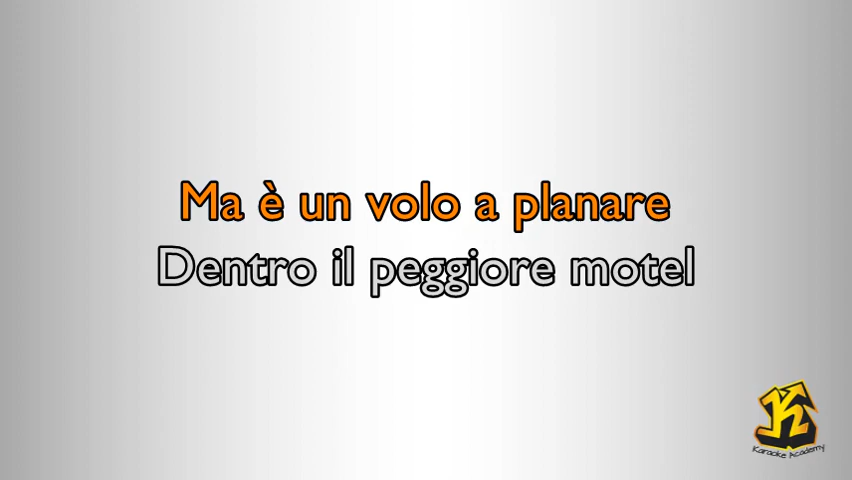 Ma è un volo a planare
Dentro il peggiore motel
K
Karaoke Academy